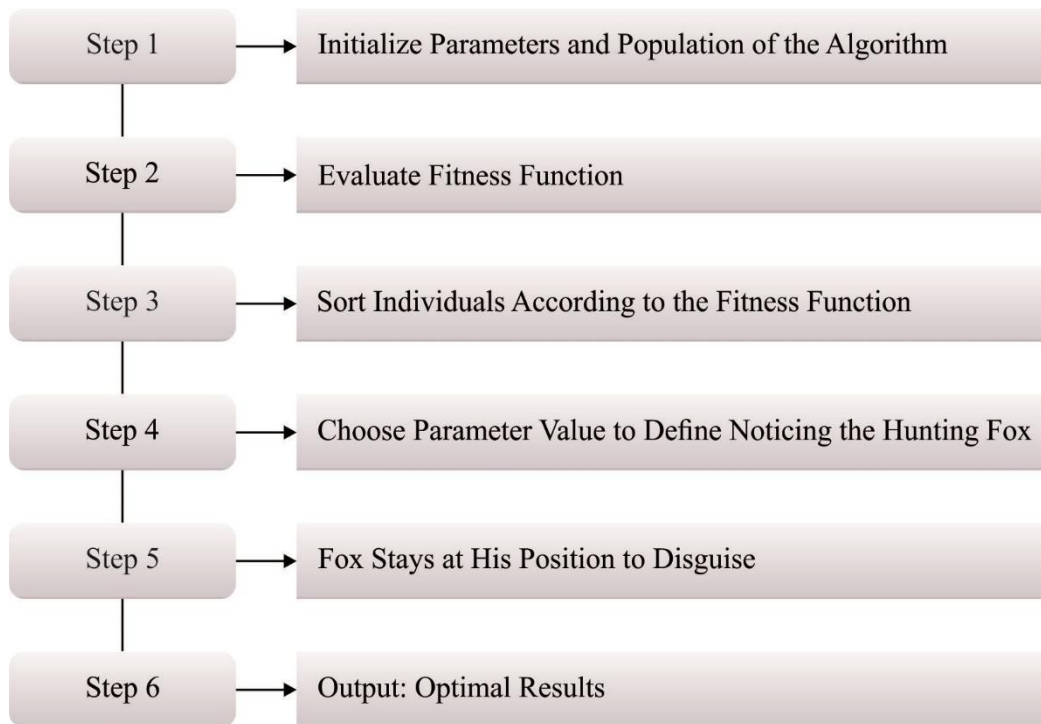 Step 1
Initialize Parameters and Population of the Algorithm
Step 2
Evaluate Fitness Function
Step 3
Sort Individuals According to the Fitness Function
Step 4
Choose Parameter Value to Define Noticing the Hunting Fox
Step 5
Fox Stays at His Position to Disguise
Step 6
Output: Optimal Results